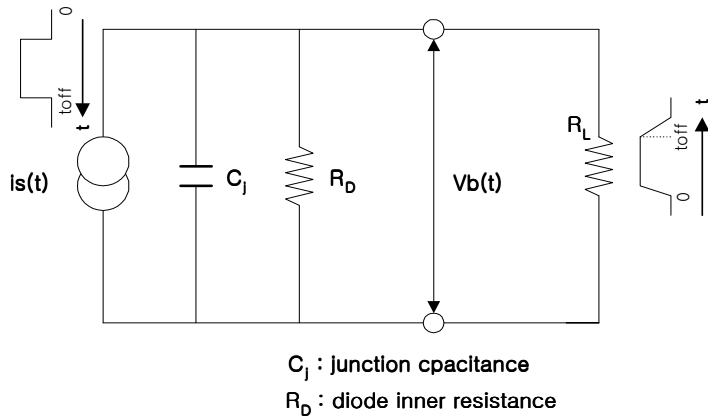 0
toff
t
is(t)
Cj
RD
Vb(t)
RL
t
toff
0
Cj : junction cpacitance
RD : diode inner resistance